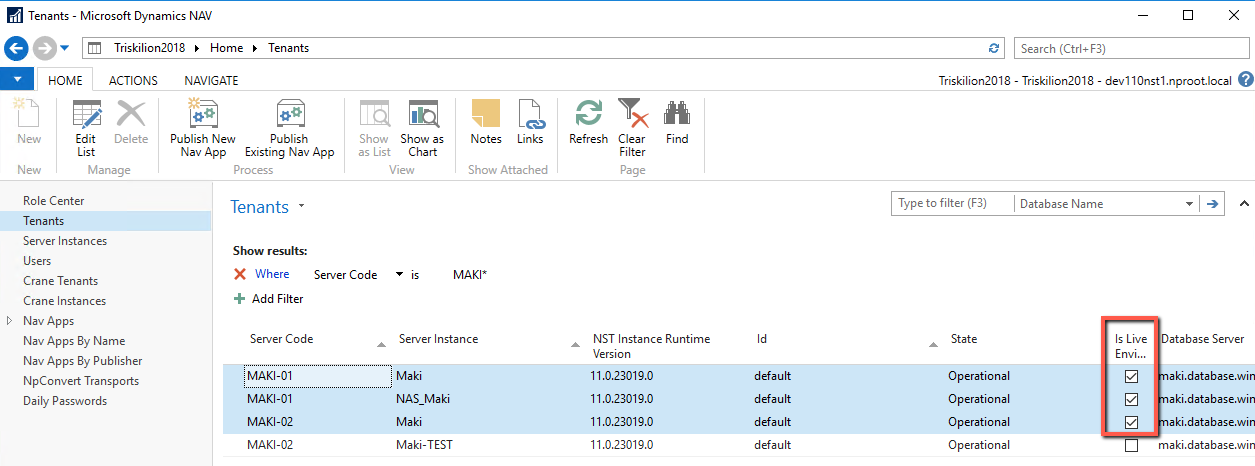 Tenants - Microsoft Dynamics NAV
Triskilion2018 Home Tenants
Search (Ctrl+F3)
HOME ACTIONS NAVIGATE
Triskilion2018 - Triskilion2018 - dev110nst1.nproot.local
New
Edit List
Delete
Publish New Nav App
Publish Existing Nav App
Show as List
Show as Chart
Notes
Links
Refresh
Clear Filter
Find
New Manage Process View Show Attached Page
Role Center
Tenants
Server Instances
Users
Crane Tenants
Crane Instances
Nav Apps
Nav Apps By Name
Nav Apps By Publisher
NpConvert Transports
Daily Passwords
Tenants
Type to filter (F3) Database Name
Show results:
Where Server Code is MAKI*
Add Filter
Server Code Server Instance NST Instance Runtime Version Id State Is Live Envi... Database Server
MAKI-01 Maki 11.0.23019.0 default Operational maki.database.win
MAKI-01 NAS_Maki 11.0.23019.0 default Operational maki.database.win
MAKI-02 Maki 11.0.23019.0 default Operational maki.database.win
MAKI-02 Maki-TEST 11.0.23019.0 default Operational maki.database.win